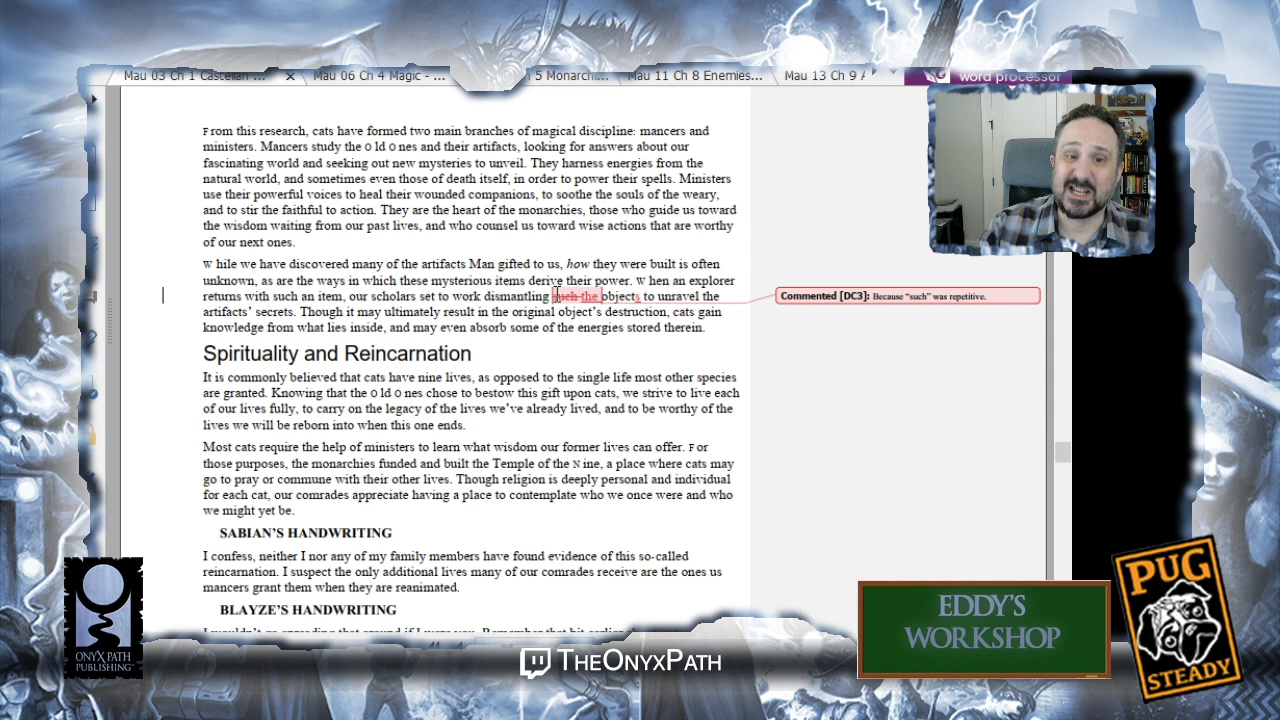 Mau 03 Ch 1 Castellan ...
Mau 06 Ch 4 Magic - ...
5 Monarchi...
Mau 11 Ch 8 Enemies...
Mau 13 Ch 9 A
word processor
From this research, cats have formed two main branches of magical discipline: mancers and
ministers. Mancers study the O ld O nes and their artifacts, looking for answers about our
fascinating world and seeking out new mysteries to unveil. They harness energies from the
natural world, and sometimes even those of death itself, in order to power their spells. Ministers
use their powerful voices to heal their wounded companions, to soothe the souls of the weary,
and to stir the faithful to action. They are the heart of the monarchies, those who guide us toward
the wisdom waiting from our past lives, and who counsel us toward wise actions that are worthy
of our next ones.
W hile we have discovered many of the artifacts Man gifted to us, how they were built is often
unknown, as are the ways in which these mysterious items derive their power. W hen an explorer
returns with such an item, our scholars set to work dismantling such the objects to unravel the
artifacts’ secrets. Though it may ultimately result in the original object’s destruction, cats gain
knowledge from what lies inside, and may even absorb some of the energies stored therein.
Commented [DC3]: Because “such” was repetitive.
Spirituality and Reincarnation
It is commonly believed that cats have nine lives, as opposed to the single life most other species
are granted. Knowing that the O ld O nes chose to bestow this gift upon cats, we strive to live each
of our lives fully, to carry on the legacy of the lives we’ve already lived, and to be worthy of the
lives we will be reborn into when this one ends.
Most cats require the help of ministers to learn what wisdom our former lives can offer. F or
those purposes, the monarchies funded and built the Temple of the N ine, a place where cats may
go to pray or commune with their other lives. Though religion is deeply personal and individual
for each cat, our comrades appreciate having a place to contemplate who we once were and who
we might yet be.
SABIAN’S HANDWRITING
I confess, neither I nor any of my family members have found evidence of this so-called
reincarnation. I suspect the only additional lives many of our comrades receive are the ones us
mancers grant them when they are reanimated.
BLAYZE’S HANDWRITING
ONYX PATH
PUBLISHING™
THEONYXPATH
EDDY'S
WORKSHOP
PUG
STEADY